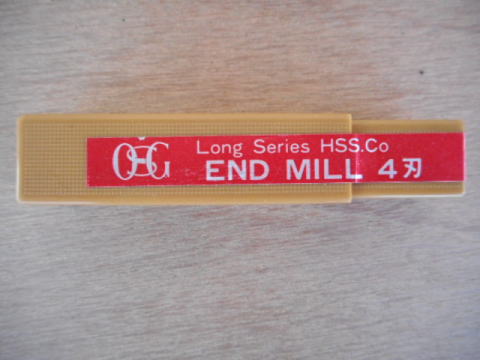 OSG
Long Series HSS.Co
END MILL 4刃